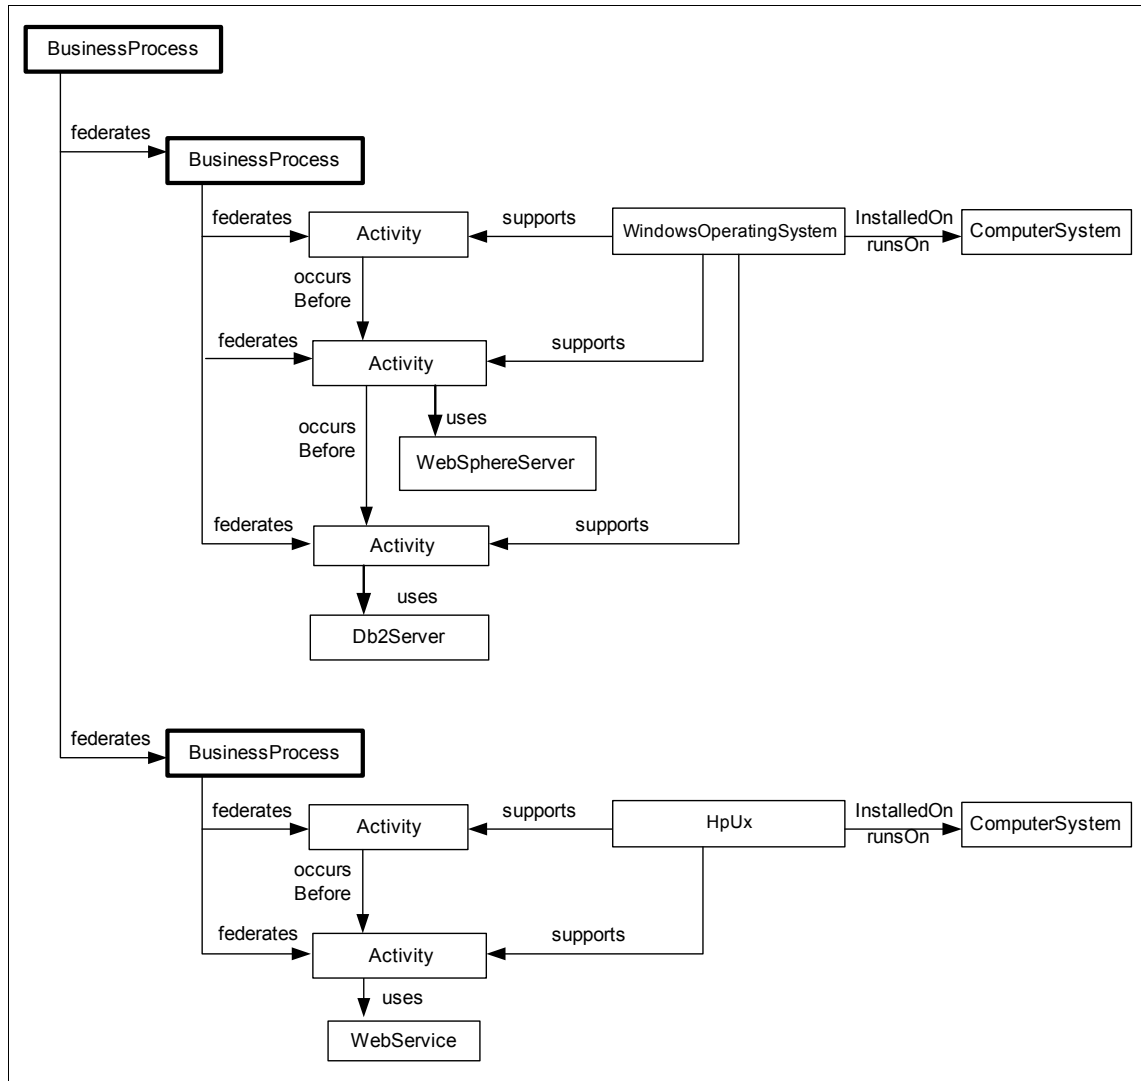 BusinessProcess
federates
BusinessProcess
federates
Activity
supports
WindowsOperatingSystem
InstalledOn
runsOn
ComputerSystem
occurs
Before
federates
Activity
supports
uses
occurs
Before
WebSphereServer
federates
Activity
supports
uses
Db2Server
federates
BusinessProcess
federates
Activity
supports
HpUx
InstalledOn
runsOn
ComputerSystem
occurs
Before
federates
Activity
supports
uses
WebService